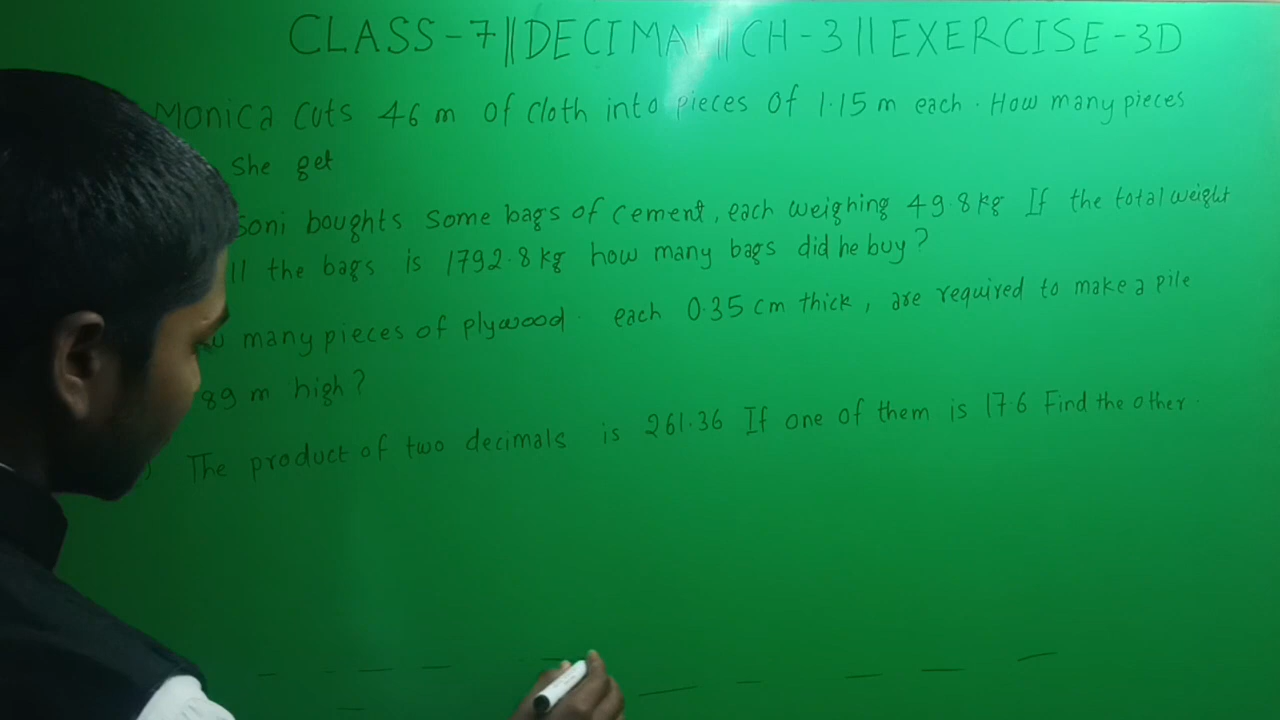 CLASS-7||DECIMAL||CH-3||EXERCISE-3D
Monica cuts 46 m of cloth into pieces of 1.15 m each. How many pieces
She get
Soni boughts Some bags of cement, each weighing 49.8 kg If the total weight
the bags is 1792.8 kg how many bags did he buy?
many pieces of plywood. each 0.35 cm thick, are required to make a pile
89 m high?
The product of two decimals is 261.36 If one of them is 17.6 Find the other.